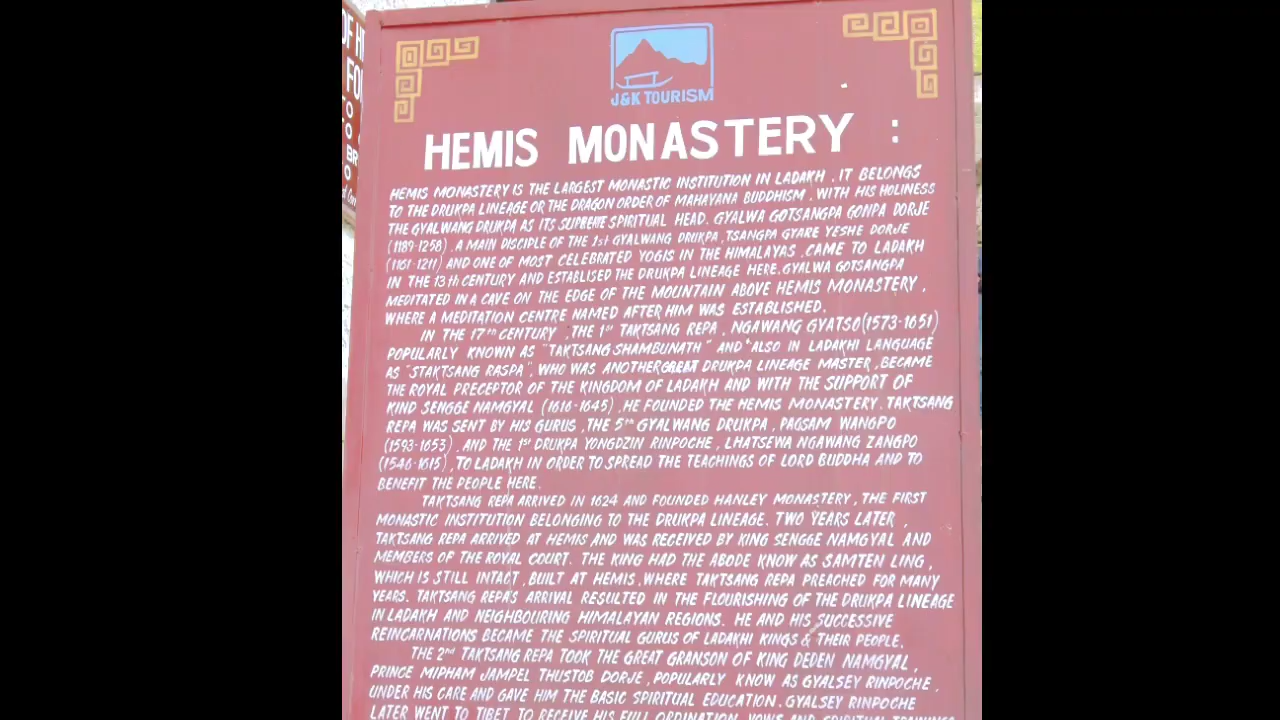 J&K TOURISM
HEMIS MONASTERY :
HEMIS MONASTERY IS THE LARGEST MONASTIC INSTITUTION IN LADAKH . IT BELONGS
TO THE DRUKPA LINEAGE OR THE DRAGON ORDER OF MAHAYANA BUDDHISM . WITH HIS HOLINESS
THE GYALWANG DRUKPA AS ITS SUPREME SPIRITUAL HEAD. GYALWA GOTSANGPA GONPA DORJE
(1189-1258) , A MAIN DISCIPLE OF THE 1st GYALWANG DRUKPA , TSANGPA GYARE YESHE DORJE
(1161-1211) AND ONE OF MOST CELEBRATED YOGIS IN THE HIMALAYAS , CAME TO LADAKH
IN THE 13th CENTURY AND ESTABLISED THE DRUKPA LINEAGE HERE. GYALWA GOTSANGPA
MEDITATED IN A CAVE ON THE EDGE OF THE MOUNTAIN ABOVE HEMIS MONASTERY ,
WHERE A MEDITATION CENTRE NAMED AFTER HIM WAS ESTABLISHED.
IN THE 17th CENTURY , THE 1st TAKTSANG REPA , NGAWANG GYATSO (1573-1651)
POPULARLY KNOWN AS "TAKTSANG SHAMBUNATH" AND ALSO IN LADAKHI LANGUAGE
AS "STAKTSANG RASPA", WHO WAS ANOTHER GREAT DRUKPA LINEAGE MASTER , BECAME
THE ROYAL PRECEPTOR OF THE KINGDOM OF LADAKH AND WITH THE SUPPORT OF
KIND SENGGE NAMGYAL (1616-1645) , HE FOUNDED THE HEMIS MONASTERY. TAKTSANG
REPA WAS SENT BY HIS GURUS , THE 5th GYALWANG DRUKPA , PAGSAM WANGPO
(1593-1653) , AND THE 1st DRUKPA YONGDZIN RINPOCHE , LHATSEWA NGAWANG ZANGPO
(1546-1615) , TO LADAKH IN ORDER TO SPREAD THE TEACHINGS OF LORD BUDDHA AND TO
BENEFIT THE PEOPLE HERE.
TAKTSANG REPA ARRIVED IN 1624 AND FOUNDED HANLEY MONASTERY , THE FIRST
MONASTIC INSTITUTION BELONGING TO THE DRUKPA LINEAGE. TWO YEARS LATER ,
TAKTSANG REPA ARRIVED AT HEMIS AND WAS RECEIVED BY KING SENGGE NAMGYAL AND
MEMBERS OF THE ROYAL COURT. THE KING HAD THE ABODE KNOW AS SAMTEN LING ,
WHICH IS STILL INTACT , BUILT AT HEMIS , WHERE TAKTSANG REPA PREACHED FOR MANY
YEARS. TAKTSANG REPA'S ARRIVAL RESULTED IN THE FLOURISHING OF THE DRUKPA LINEAGE
IN LADAKH AND NEIGHBOURING HIMALAYAN REGIONS. HE AND HIS SUCCESSIVE
REINCARNATIONS BECAME THE SPIRITUAL GURUS OF LADAKHI KINGS & THEIR PEOPLE.
THE 2nd TAKTSANG REPA TOOK THE GREAT GRANSON OF KING DEDEN NAMGYAL ,
PRINCE MIPHAM JAMPEL THUSTOB DORJE , POPULARLY KNOW AS GYALSEY RINPOCHE ,
UNDER HIS CARE AND GAVE HIM THE BASIC SPIRITUAL EDUCATION. GYALSEY RINPOCHE
LATER WENT TO TIBET TO RECEIVE HIS FULL ORDINATION VOWS AND SPIRITUAL TRAININGS